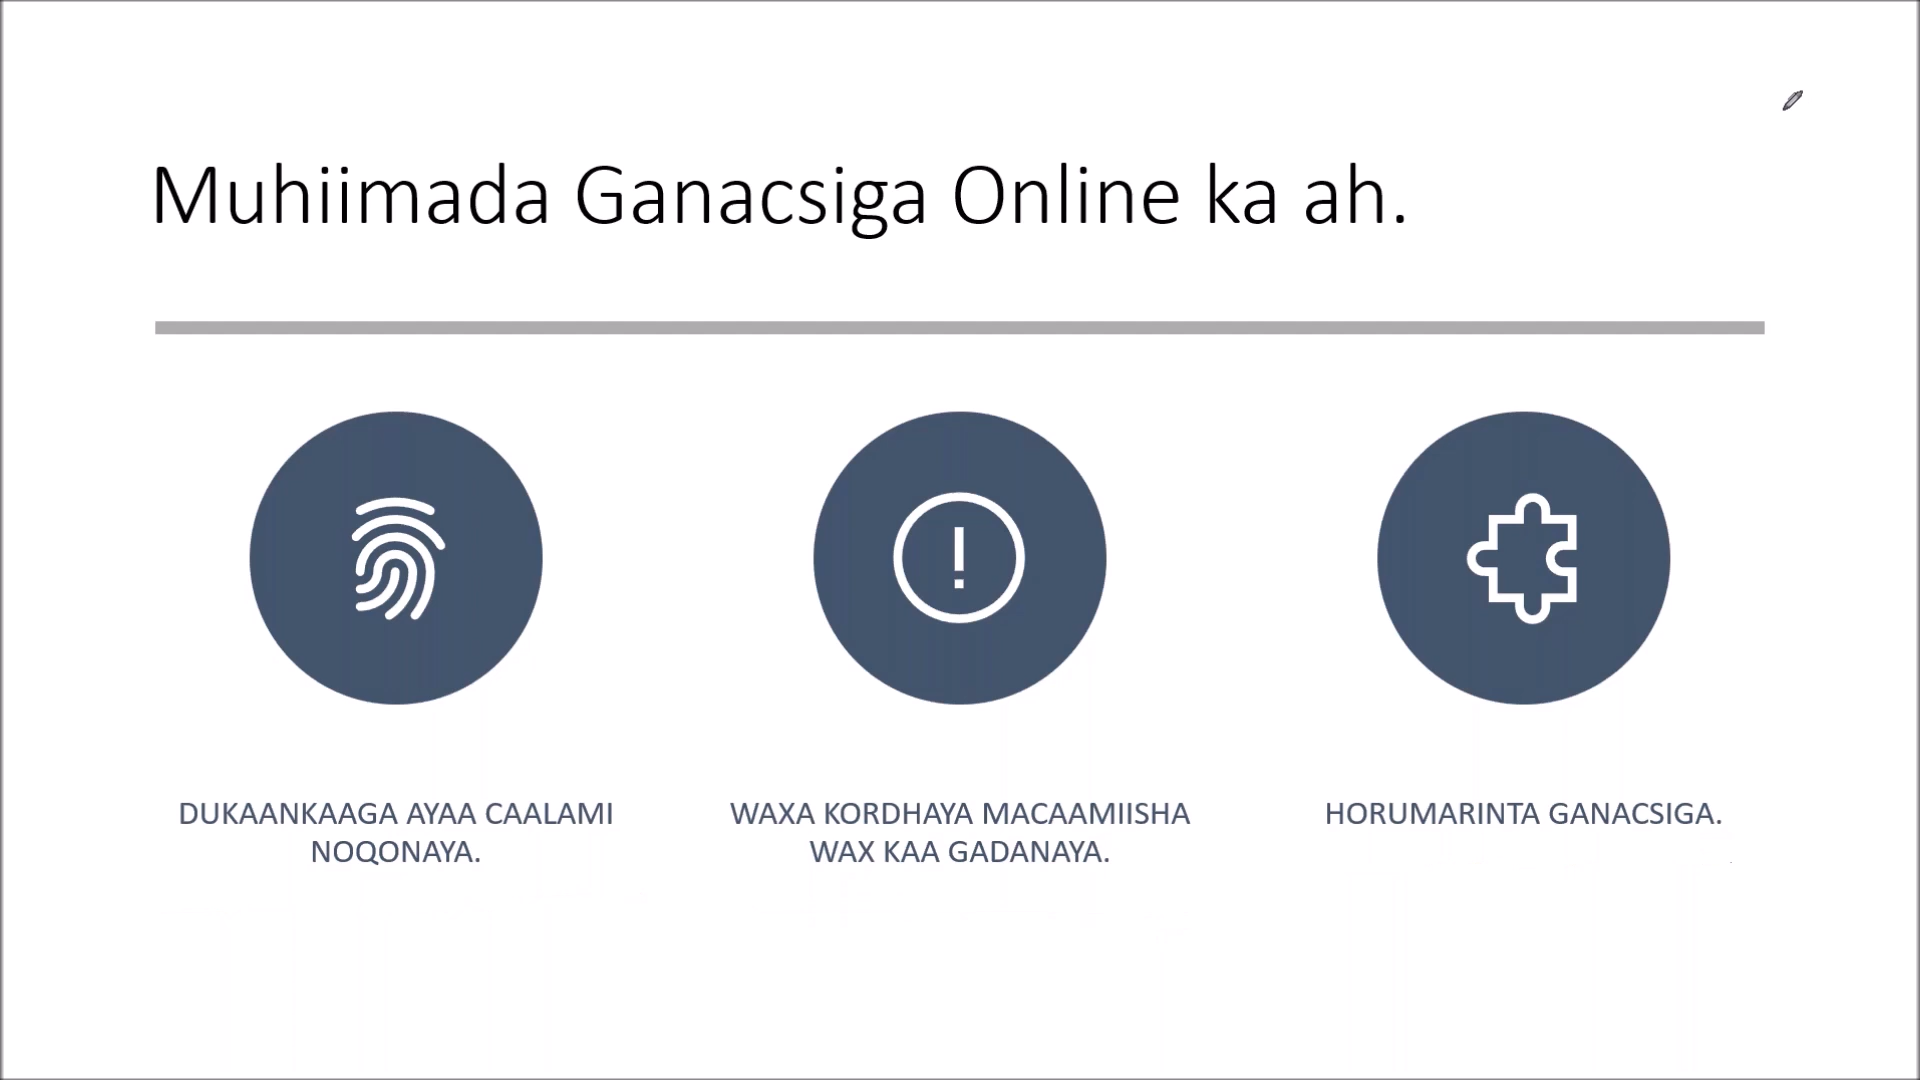 Muhiimada Ganacsiga Online ka ah.
DUKAANKAAGA AYAA CAALAMI
NOQONAYA.
WAXA KORDHAYA MACAAMIISHA
WAX KAA GADANAYA.
HORUMARINTA GANACSIGA.